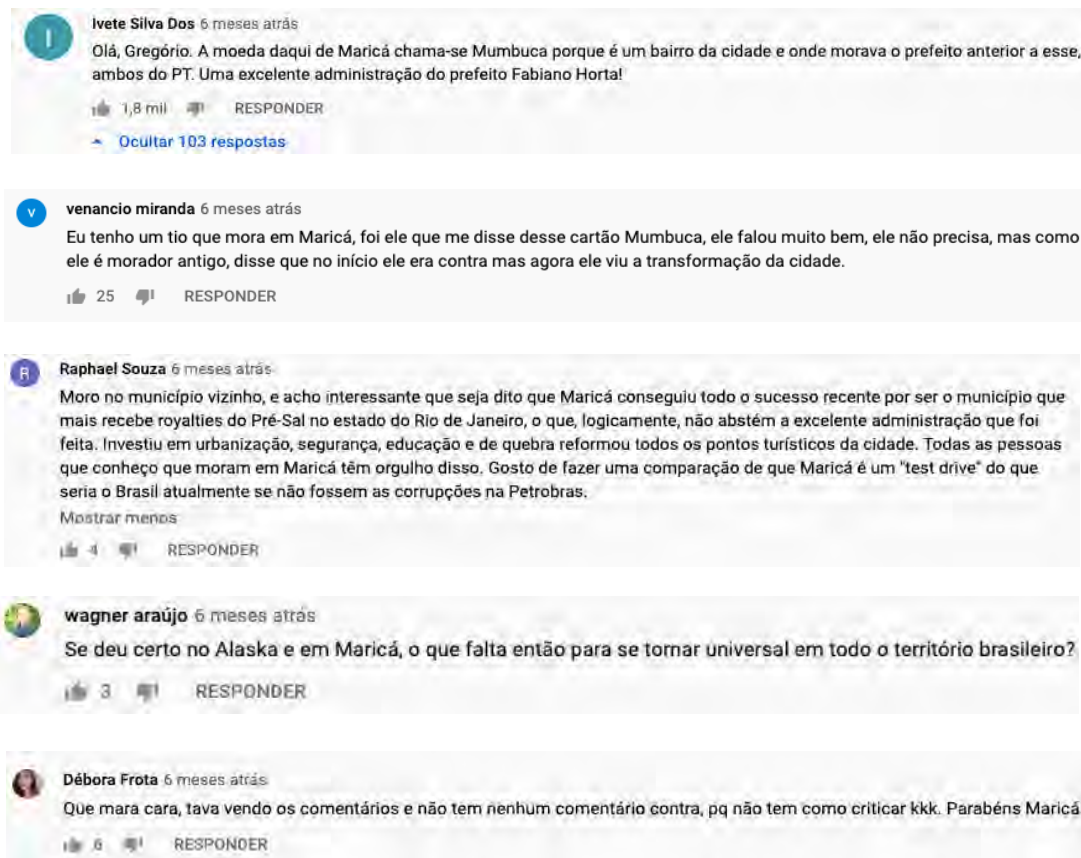 I
Ivete Silva Dos 6 meses atrás
Olá, Gregório. A moeda daqui de Maricá chama-se Mumbuca porque é um bairro da cidade e onde morava o prefeito anterior a esse,
ambos do PT. Uma excelente administração do prefeito Fabiano Horta!
1,8 mil RESPONDER
Ocultar 103 respostas
V
venancio miranda 6 meses atrás
Eu tenho um tio que mora em Maricá, foi ele que me disse desse cartão Mumbuca, ele falou muito bem, ele não precisa, mas como
ele é morador antigo, disse que no início ele era contra mas agora ele viu a transformação da cidade.
25 RESPONDER
R
Raphael Souza 6 meses atrás
Moro no município vizinho, e acho interessante que seja dito que Maricá conseguiu todo o sucesso recente por ser o município que
mais recebe royalties do Pré-Sal no estado do Rio de Janeiro, o que, logicamente, não abstém a excelente administração que foi
feita. Investiu em urbanização, segurança, educação e de quebra reformou todos os pontos turísticos da cidade. Todas as pessoas
que conheço que moram em Maricá têm orgulho disso. Gosto de fazer uma comparação de que Maricá é um "test drive" do que
seria o Brasil atualmente se não fossem as corrupções na Petrobras.
Mostrar menos
4 RESPONDER
wagner araújo 6 meses atrás
Se deu certo no Alaska e em Maricá, o que falta então para se tornar universal em todo o território brasileiro?
3 RESPONDER
Débora Frota 6 meses atrás
Que mara cara, tava vendo os comentários e não tem nenhum comentário contra, pq não tem como criticar kkk. Parabéns Maricá
6 RESPONDER